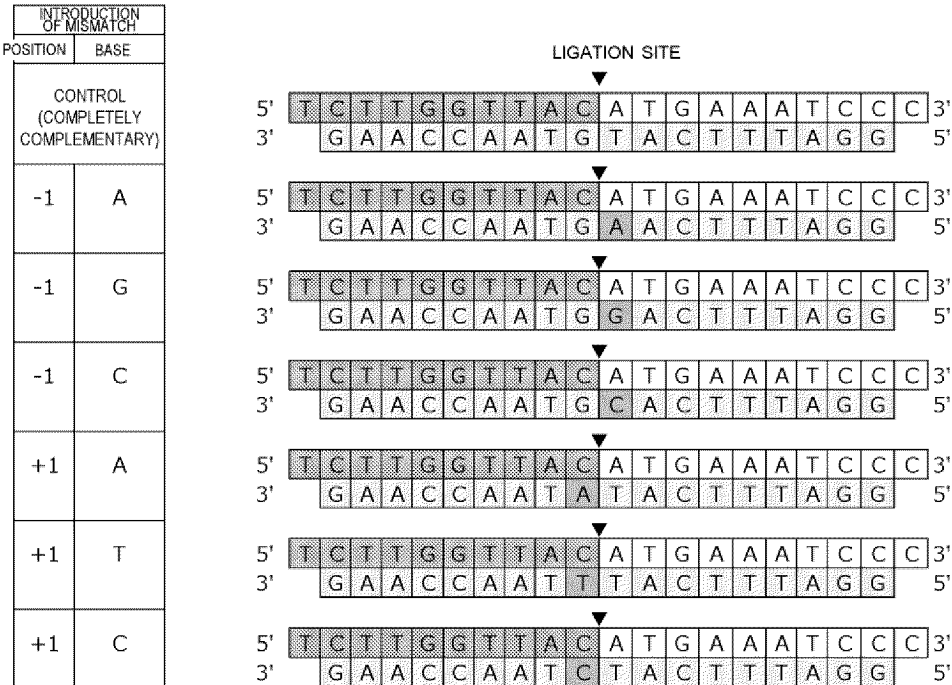 INTRODUCTION
OF MISMATCH
POSITION BASE
LIGATION SITE
CONTROL
(COMPLETELY
COMPLEMENTARY)
5' T C T T G G T T A C A T G A A A T C C C 3'
3' G A A C C A A T G T A C T T T A G G 5'
-1 A
5' T C T T G G T T A C A T G A A A T C C C 3'
3' G A A C C A A T G A A C T T T A G G 5'
-1 G
5' T C T T G G T T A C A T G A A A T C C C 3'
3' G A A C C A A T G G A C T T T A G G 5'
-1 C
5' T C T T G G T T A C A T G A A A T C C C 3'
3' G A A C C A A T G C A C T T T A G G 5'
+1 A
5' T C T T G G T T A C A T G A A A T C C C 3'
3' G A A C C A A T A T A C T T T A G G 5'
+1 T
5' T C T T G G T T A C A T G A A A T C C C 3'
3' G A A C C A A T T T A C T T T A G G 5'
+1 C
5' T C T T G G T T A C A T G A A A T C C C 3'
3' G A A C C A A T C T A C T T T A G G 5'